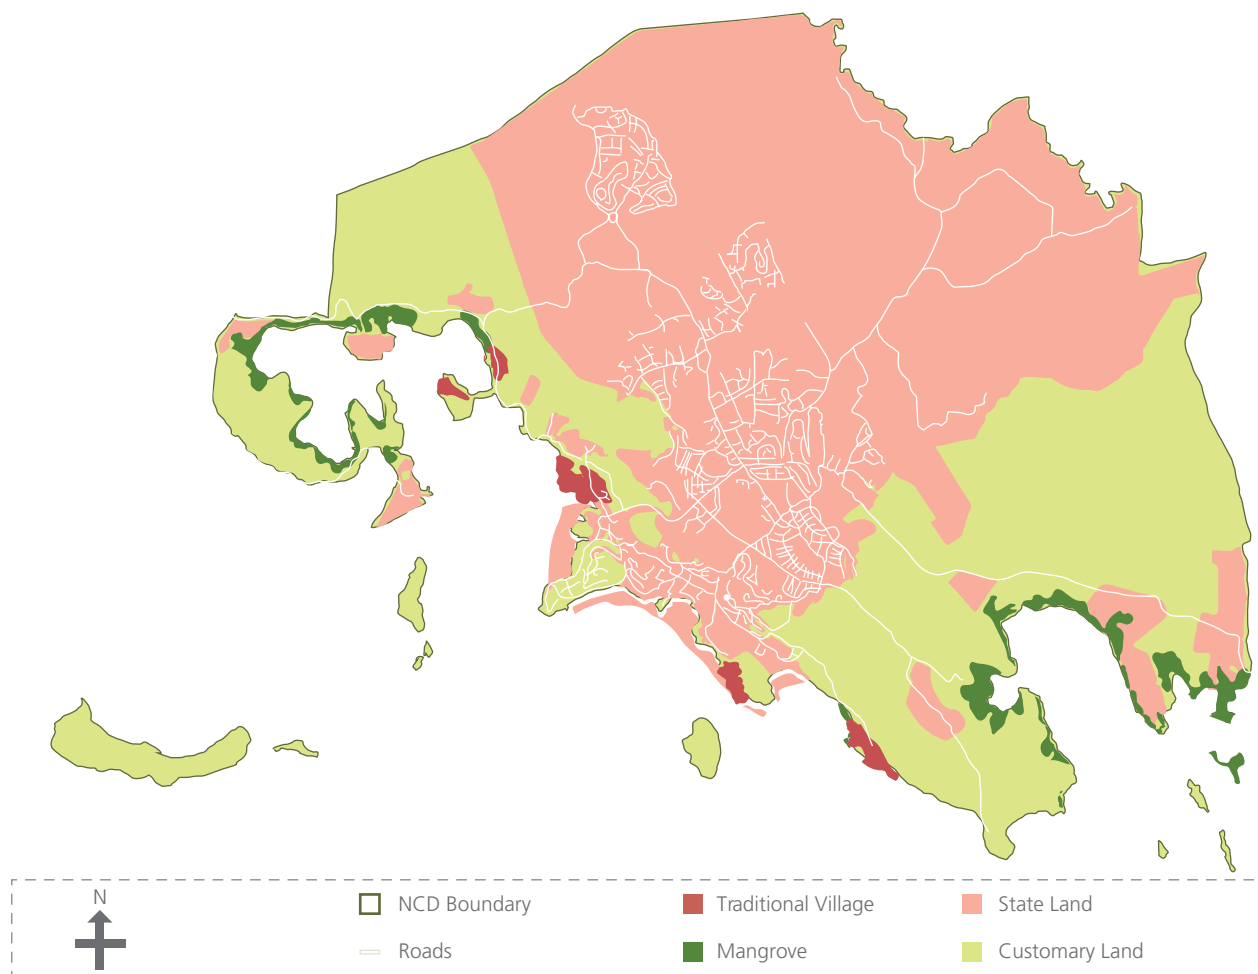 N
NCD Boundary
Traditional Village
State Land
Roads
Mangrove
Customary Land